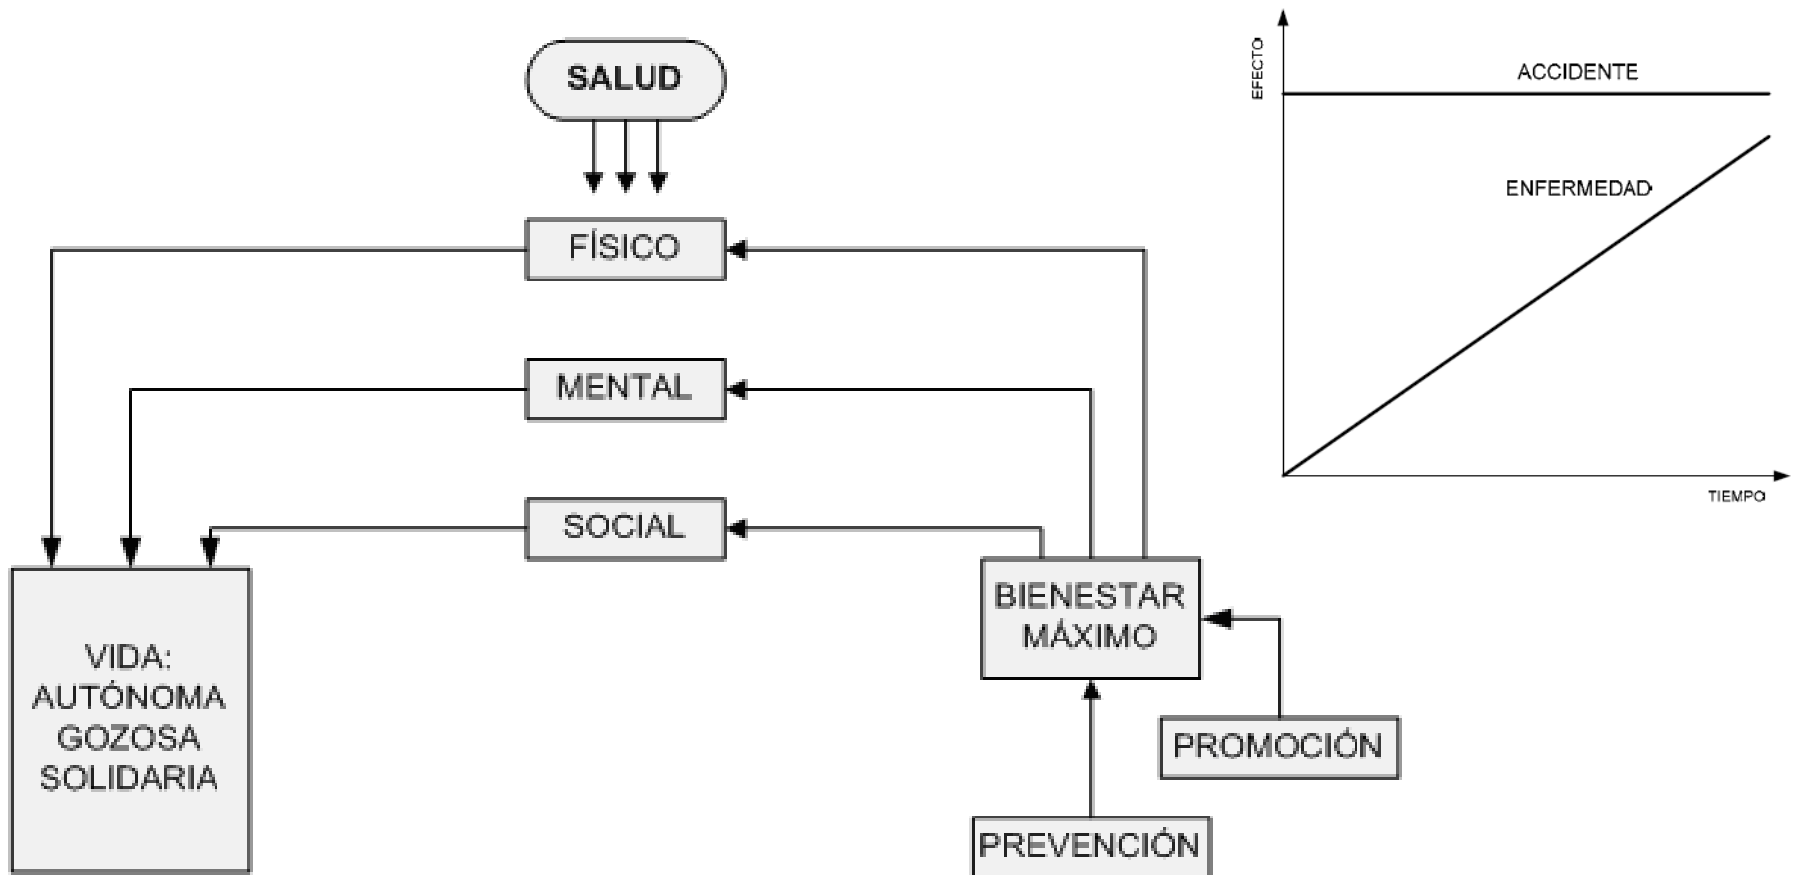 SALUD
FÍSICO
MENTAL
SOCIAL
BIENESTAR
MÁXIMO
PROMOCIÓN
PREVENCIÓN
VIDA:
AUTÓNOMA
GOZOSA
SOLIDARIA
EFECTO
ACCIDENTE
ENFERMEDAD
TIEMPO